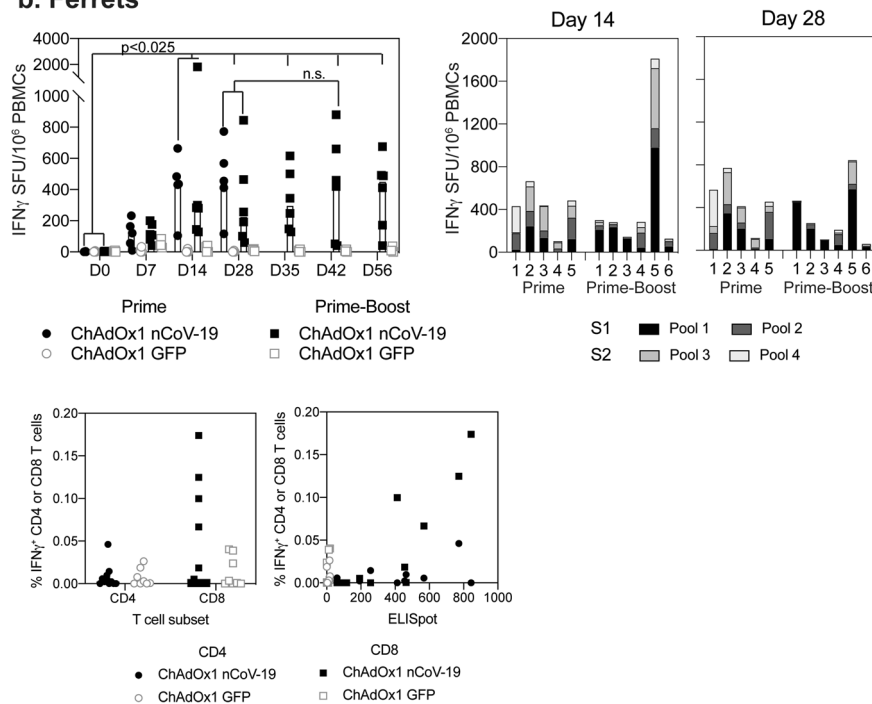 b. Ferrets
Day 14
Day 28
IFNγ SFU/10⁶ PBMCs
4000
2000
1000
800
600
400
200
0
p<0.025
n.s.
D0 D7 D14 D28 D35 D42 D56
Prime
Prime-Boost
ChAdOx1 nCoV-19
ChAdOx1 nCoV-19
ChAdOx1 GFP
ChAdOx1 GFP
IFNγ SFU/10⁶ PBMCs
2000
1600
1200
800
400
0
1 2 3 4 5
1 2 3 4 5 6
Prime
Prime-Boost
1 2 3 4 5
1 2 3 4 5 6
Prime
Prime-Boost
S1 Pool 1 Pool 2
S2 Pool 3 Pool 4
% IFNγ⁺ CD4 or CD8 T cells
0.20
0.15
0.10
0.05
0.00
CD4 CD8
T cell subset
% IFNγ⁺ CD4 or CD8 T cells
0.20
0.15
0.10
0.05
0.00
0 200 400 600 800 1000
ELISpot
CD4
CD8
ChAdOx1 nCoV-19
ChAdOx1 nCoV-19
ChAdOx1 GFP
ChAdOx1 GFP